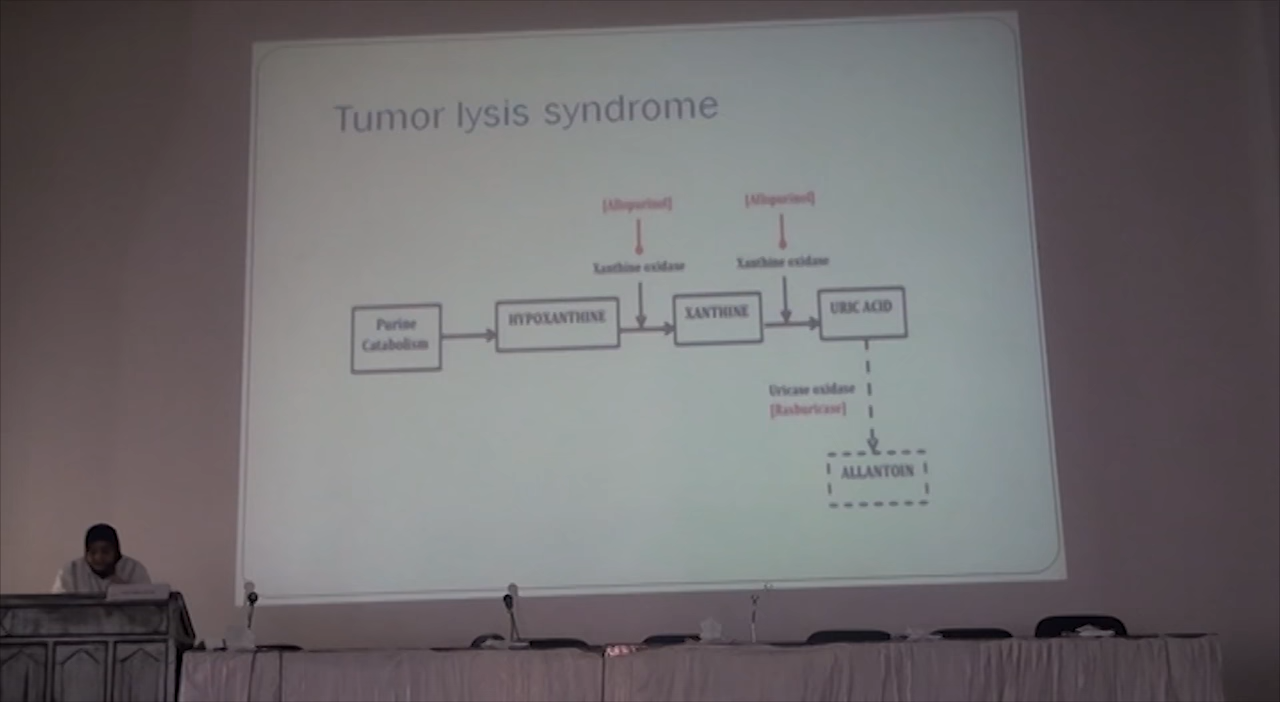 Tumor lysis syndrome
[Allopurinol]
[Allopurinol]
Xanthine oxidase
Xanthine oxidase
Purine
Catabolism
HYPOXANTHINE
XANTHINE
URIC ACID
Uricase oxidase
[Rasburicase]
ALLANTOIN